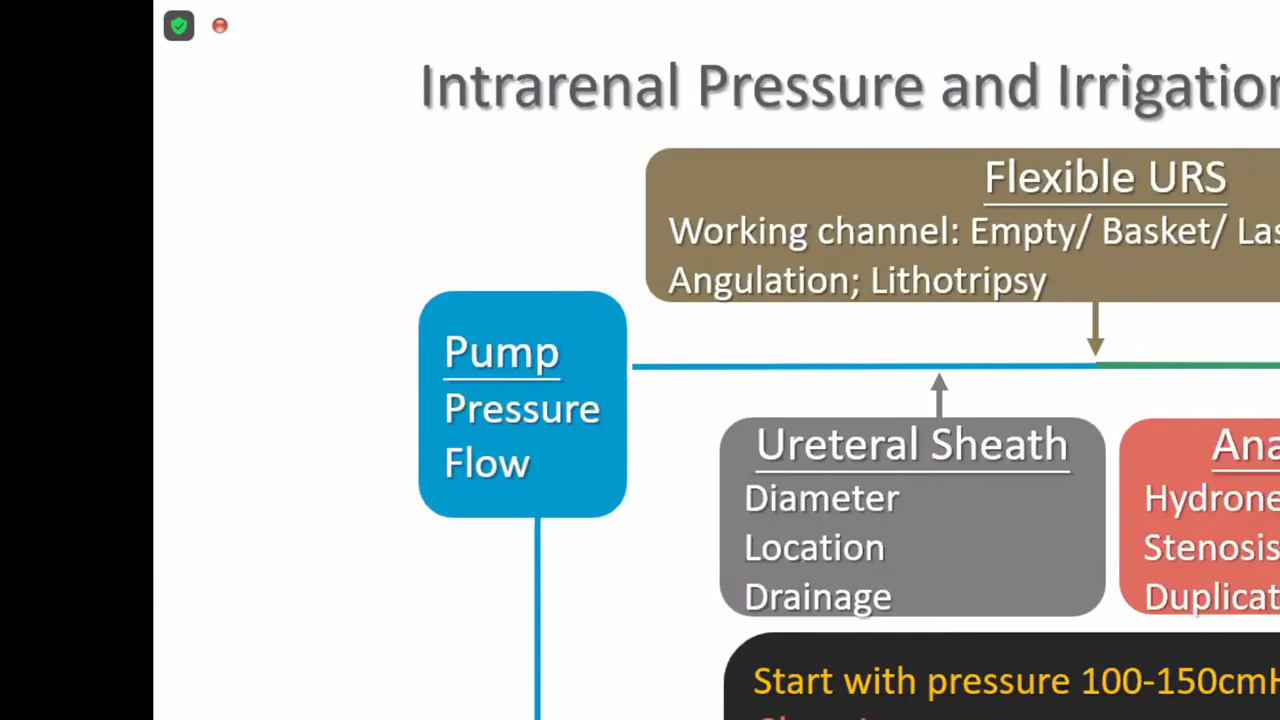 Intrarenal Pressure and Irrigation
Flexible URS
Working channel: Empty/ Basket/ Las
Angulation; Lithotripsy
Pump
Pressure
Flow
Ureteral Sheath
Diameter
Location
Drainage
Ana
Hydrone
Stenosis
Duplicat
Start with pressure 100-150cmH